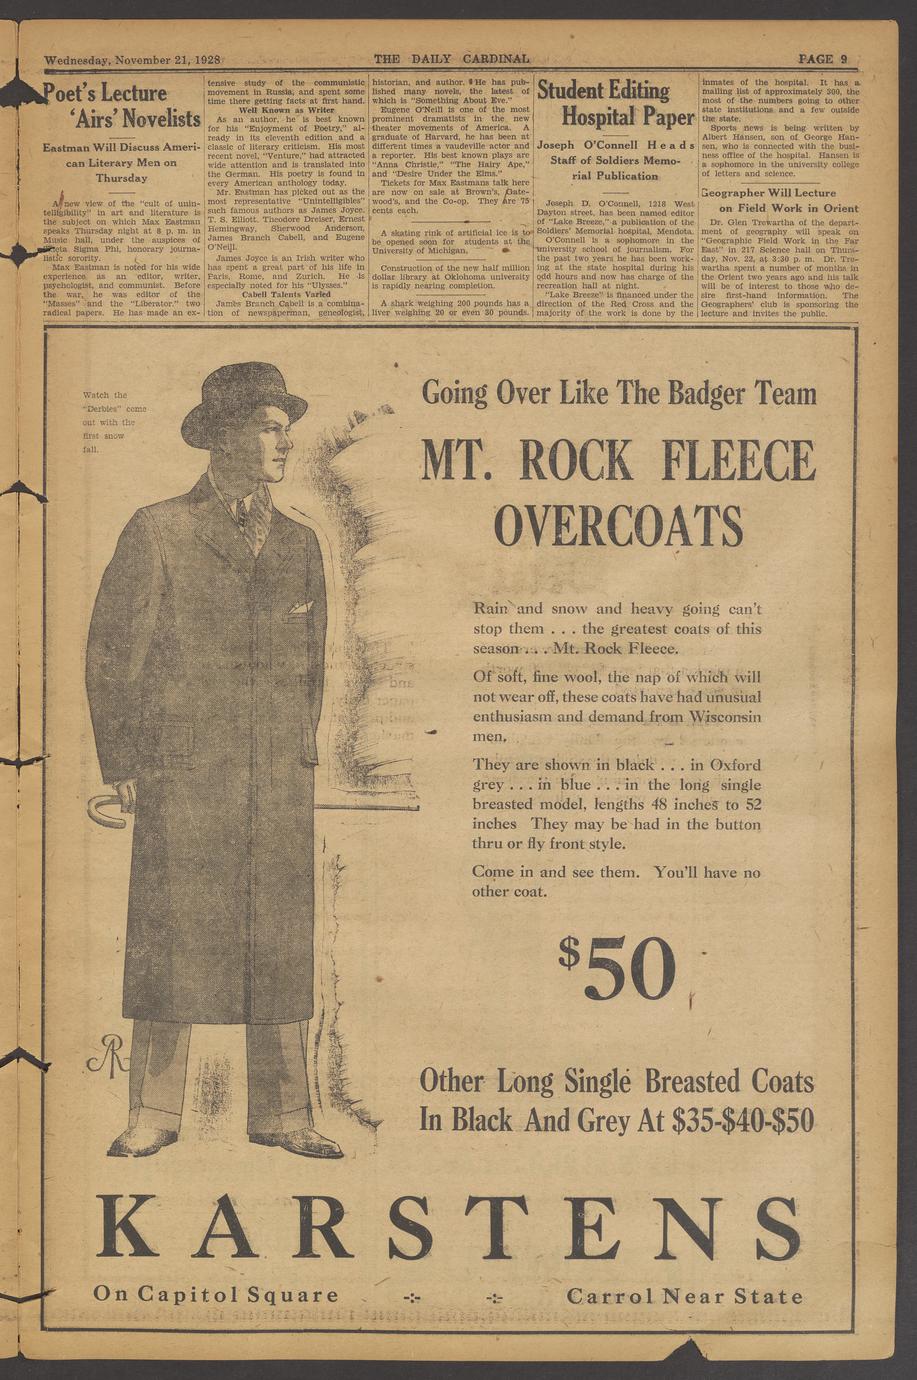 Wednesday, November 21, 1928
THE DAILY CARDINAL
PAGE 9
Poet's Lecture
'Airs' Novelists
Eastman Will Discuss Ameri-
can Literary Men on
Thursday
A new view of the "cult of unin-
telligibility" in art and literature is
the subject on which Max Eastman
speaks Thursday night at 8 p. m. in
Music hall, under the auspices of
Theta Sigma Phi, honorary journa-
listic sorority.
Max Eastman is noted for his wide
experience as an editor, writer,
psychologist, and communist. Before
the war, he was editor of the
"Masses" and the "Liberator." two
radical papers. He has made an ex-
tensive study of the communistic
movement in Russia, and spent some
time there getting facts at first hand.
Well Known as Writer
As an author, he is best known
for his "Enjoyment of Poetry," al-
ready in its eleventh edition and a
classic of literary criticism. His most
recent novel, "Venture," had attracted
wide attention and is translated into
the German. His poetry is found in
every American anthology today.
Mr. Eastman has picked out as the
most representative "Unintelligibles"
such famous authors as James Joyce,
T. S. Elliott, Theodore Dreiser, Ernest
Hemingway, Sherwood Anderson,
James Branch Cabell, and Eugene
O'Neill.
James Joyce is an Irish writer who
has spent a great part of his life in
Paris, Rome, and Zurich. He is
especially noted for his "Ulysses."
Cabell Talents Varied
James Branch Cabell is a combina-
tion of newspaperman, geneologist,
historian, and author. He has pub-
lished many novels, the latest of
which is "Something About Eve."
Eugene O'Neil is one of the most
prominent dramatists in the new
theater movements of America. A
graduate of Harvard, he has been at
different times a vaudeville actor and
a reporter. His best known plays are
"Anna Christie," "The Hairy Ape,"
and "Desire Under the Elms."
Tickets for Max Eastmans talk here
are now on sale at Brown's, Gate-
wood's, and the Co-op. They are 75
cents each.
A skating rink of artificial ice is to
be opened soon for students at the
University of Michigan.
Construction of the new half million
dollar library at Oklohoma university
is rapidly nearing completion.
A shark weighing 200 pounds has a
liver weighing 20 or even 30 pounds.
Student Editing
Hospital Paper
Joseph O'Connell Heads
Staff of Soldiers Memo-
rial Publication
Joseph D. O'Connell, 1218 West
Dayton street, has been named editor
of "Lake Breeze," a publication of the
Soldiers' Memorial hospital, Mendota.
O'Connell is a sophomore in the
university school of journalism. For
the past two years he has been work-
ing at the state hospital during his
odd hours and now has charge of the
recreation hall at night.
"Lake Breeze" is financed under the
direction of the Red Cross and the
majority of the work is done by the
inmates of the hospital. It has a
mailing list of approximately 300, the
most of the numbers going to other
state institutions and a few outside
the state.
Sports news is being written by
Albert Hansen, son of George Han-
sen, who is connected with the busi-
ness office of the hospital. Hansen is
a sophomore in the university college
of letters and science.
Geographer Will Lecture
on Field Work in Orient
Dr. Glen Trewartha of the depart-
ment of geography will speak on
"Geographic Field Work in the Far
East" in 217 Science hall on Thurs-
day, Nov. 22, at 3:30 p. m. Dr. Tre-
wartha spent a number of months in
the Orient two years ago and his talk
will be of interest to those who de-
sire first-hand information. The
Geographers' club is sponsoring the
lecture and invites the public.
Watch the
"Derbies" come
out with the
first snow
fall.
Going Over Like The Badger Team
MT. ROCK FLEECE
OVERCOATS
Rain and snow and heavy going can't
stop them . . . the greatest coats of this
season . . . Mt. Rock Fleece.
Of soft, fine wool, the nap of which will
not wear off, these coats have had unusual
enthusiasm and demand from Wisconsin
men.
They are shown in black . . . in Oxford
grey . . . in blue . . . in the long single
breasted model, lengths 48 inches to 52
inches They may be had in the button
thru or fly front style.
Come in and see them. You'll have no
other coat.
$50
Other Long Single Breasted Coats
In Black And Grey At $35-$40-$50
KARSTENS
On Capitol Square -:- -:- Carrol Near State